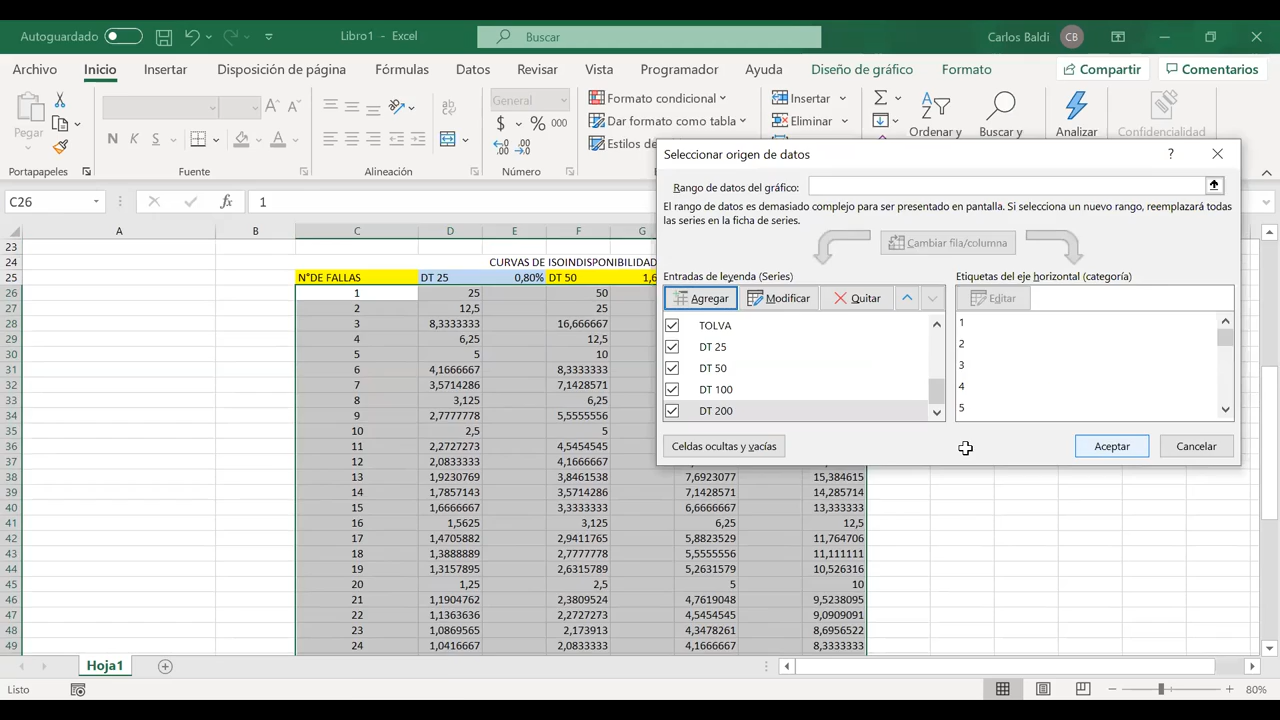 Autoguardado
Libro1 - Excel
Buscar
Carlos Baldi CB
Archivo Inicio Insertar Disposición de página Fórmulas Datos Revisar Vista Programador Ayuda Diseño de gráfico Formato Compartir Comentarios
Pegar
N K S
General
$ % 000
Formato condicional
Dar formato como tabla
Estilos de
Insertar
Eliminar
Ordenar y
Buscar y
Analizar
Confidencialidad
Portapapeles Fuente Alineación
C26 fx 1
Seleccionar origen de datos ?
Rango de datos del gráfico:
El rango de datos es demasiado complejo para ser presentado en pantalla. Si selecciona un nuevo rango, reemplazará todas
las series en la ficha de series.
Cambiar fila/columna
Entradas de leyenda (Series)
Agregar Modificar Quitar
TOLVA
DT 25
DT 50
DT 100
DT 200
Etiquetas del eje horizontal (categoría)
Editar
1
2
3
4
5
Celdas ocultas y vacías
Aceptar Cancelar
A B C D E F G
23
24 CURVAS DE ISOINDISPONIBILIDAD
25 N°DE FALLAS DT 25 0,80% DT 50 1,6
26 1 25 50
27 2 12,5 25
28 3 8,3333333 16,666667
29 4 6,25 12,5
30 5 5 10
31 6 4,1666667 8,3333333
32 7 3,5714286 7,1428571
33 8 3,125 6,25
34 9 2,7777778 5,5555556
35 10 2,5 5
36 11 2,2727273 4,5454545
37 12 2,0833333 4,1666667
38 13 1,9230769 3,8461538 7,6923077 15,384615
39 14 1,7857143 3,5714286 7,1428571 14,285714
40 15 1,6666667 3,3333333 6,6666667 13,333333
41 16 1,5625 3,125 6,25 12,5
42 17 1,4705882 2,9411765 5,8823529 11,764706
43 18 1,3888889 2,7777778 5,5555556 11,111111
44 19 1,3157895 2,6315789 5,2631579 10,526316
45 20 1,25 2,5 5 10
46 21 1,1904762 2,3809524 4,7619048 9,5238095
47 22 1,1363636 2,2727273 4,5454545 9,0909091
48 23 1,0869565 2,173913 4,3478261 8,6956522
49 24 1,0416667 2,0833333 4,1666667 8,3333333
Hoja1
Listo
80%